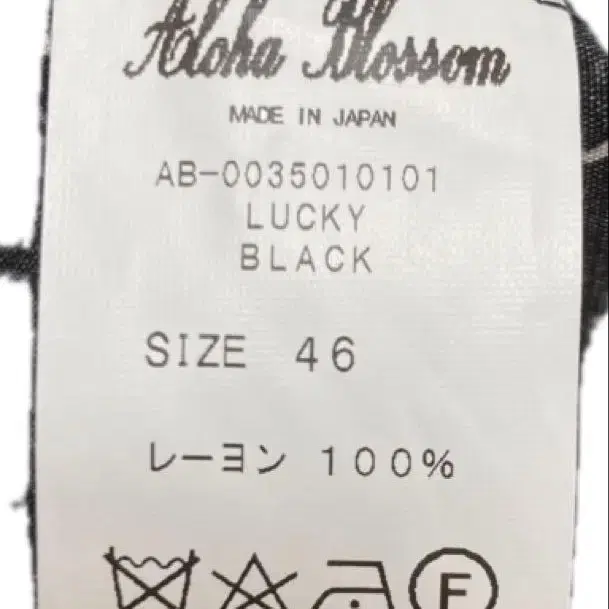 Aloha Blossom
MADE IN JAPAN
AB-0035010101
LUCKY
BLACK
SIZE 46
レーヨン 100%
F